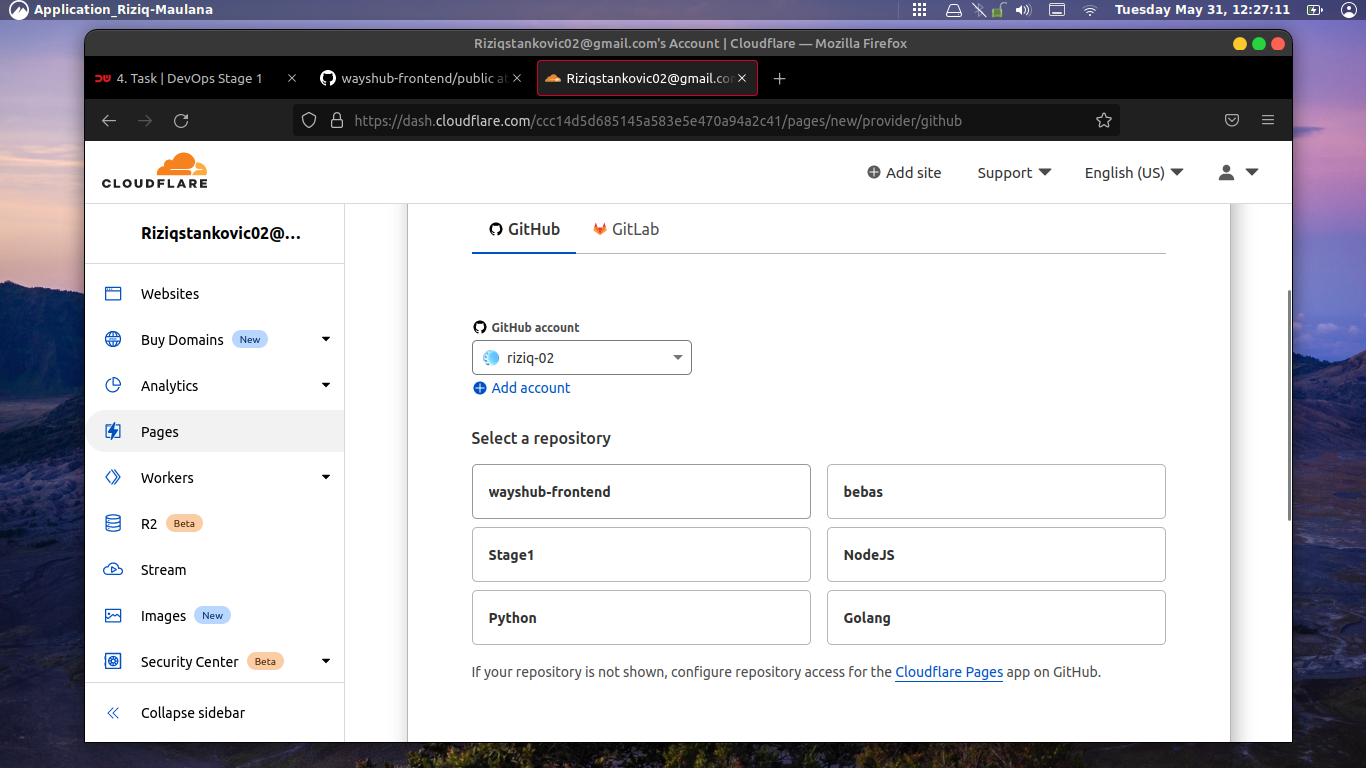 Application_Riziq-Maulana
Tuesday May 31, 12:27:11
Riziqstankovic02@gmail.com's Account | Cloudflare — Mozilla Firefox
4. Task | DevOps Stage 1
wayshub-frontend/public at
Riziqstankovic02@gmail.co
https://dash.cloudflare.com/ccc14d5d685145a583e5e470a94a2c41/pages/new/provider/github
CLOUDFLARE
Add site
Support
English (US)
Riziqstankovic02@...
Websites
Buy Domains New
Analytics
Pages
Workers
R2 Beta
Stream
Images New
Security Center Beta
Collapse sidebar
GitHub
GitLab
GitHub account
riziq-02
Add account
Select a repository
wayshub-frontend
bebas
Stage1
NodeJS
Python
Golang
If your repository is not shown, configure repository access for the Cloudflare Pages app on GitHub.